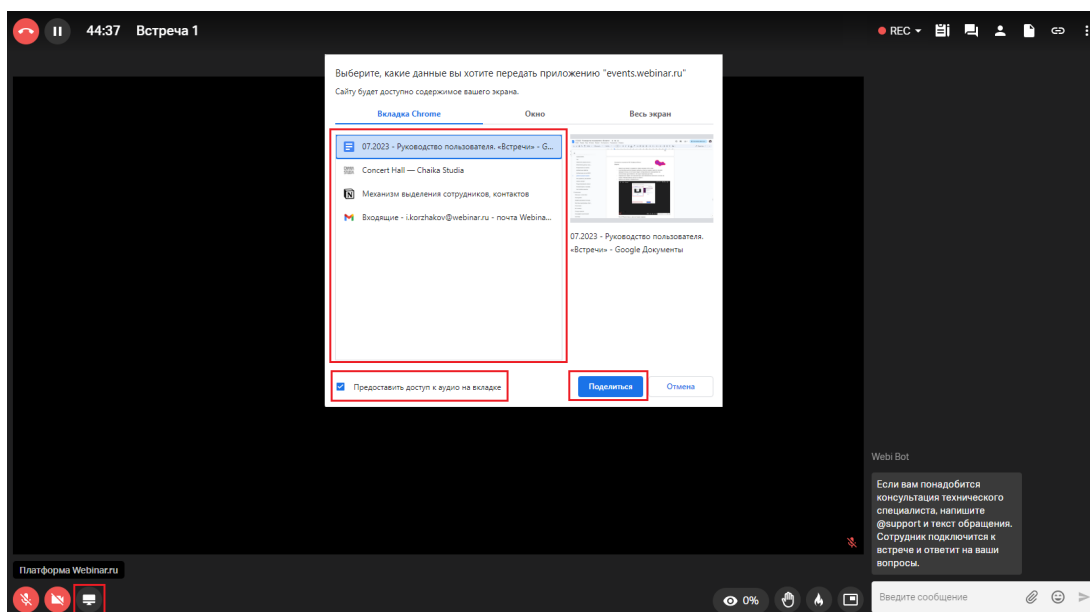 44:37 Встреча 1
REC
Выберите, какие данные вы хотите передать приложению "events.webinar.ru"
Сайту будет доступно содержимое вашего экрана.
Вкладка Chrome Окно Весь экран
07.2023 - Руководство пользователя. «Встречи» - G...
Concert Hall — Chaika Studia
Механизм выделения сотрудников, контактов
Входящие - i.korzhakov@webinar.ru - почта Webina...
07.2023 - Руководство пользователя.
«Встречи» - Google Документы
Предоставить доступ к аудио на вкладке
Поделиться Отмена
Webi Bot
Если вам понадобится
консультация технического
специалиста, напишите
@support и текст обращения.
Сотрудник подключится к
встрече и ответит на ваши
вопросы.
Платформа Webinar.ru
0%
Введите сообщение